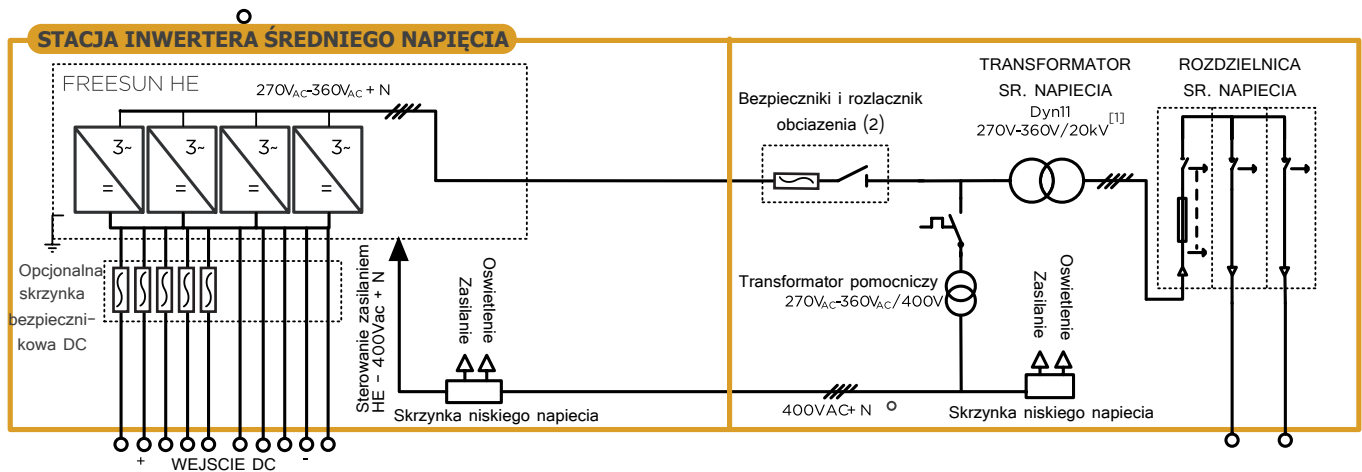 STACJA INWERTERA ŚREDNIEGO NAPIĘCIA
FREESUN HE
270VAC-360VAC + N
3~
=
3~
=
3~
=
3~
=
Opcjonalna
skrzynka
bezpieczni-
kowa DC
Sterowanie zasilaniem
HE - 400Vac + N
Zasilanie
Oswietlenie
Skrzynka niskiego napiecia
+ WEJSCIE DC -
Bezpieczniki i rozlacznik
obciazenia (2)
TRANSFORMATOR
SR. NAPIECIA
Dyn11
270V-360V/20kV[1]
ROZDZIELNICA
SR. NAPIECIA
Transformator pomocniczy
270VAC-360VAC/400V
Zasilanie
Oswietlenie
400VAC+ N
Skrzynka niskiego napiecia